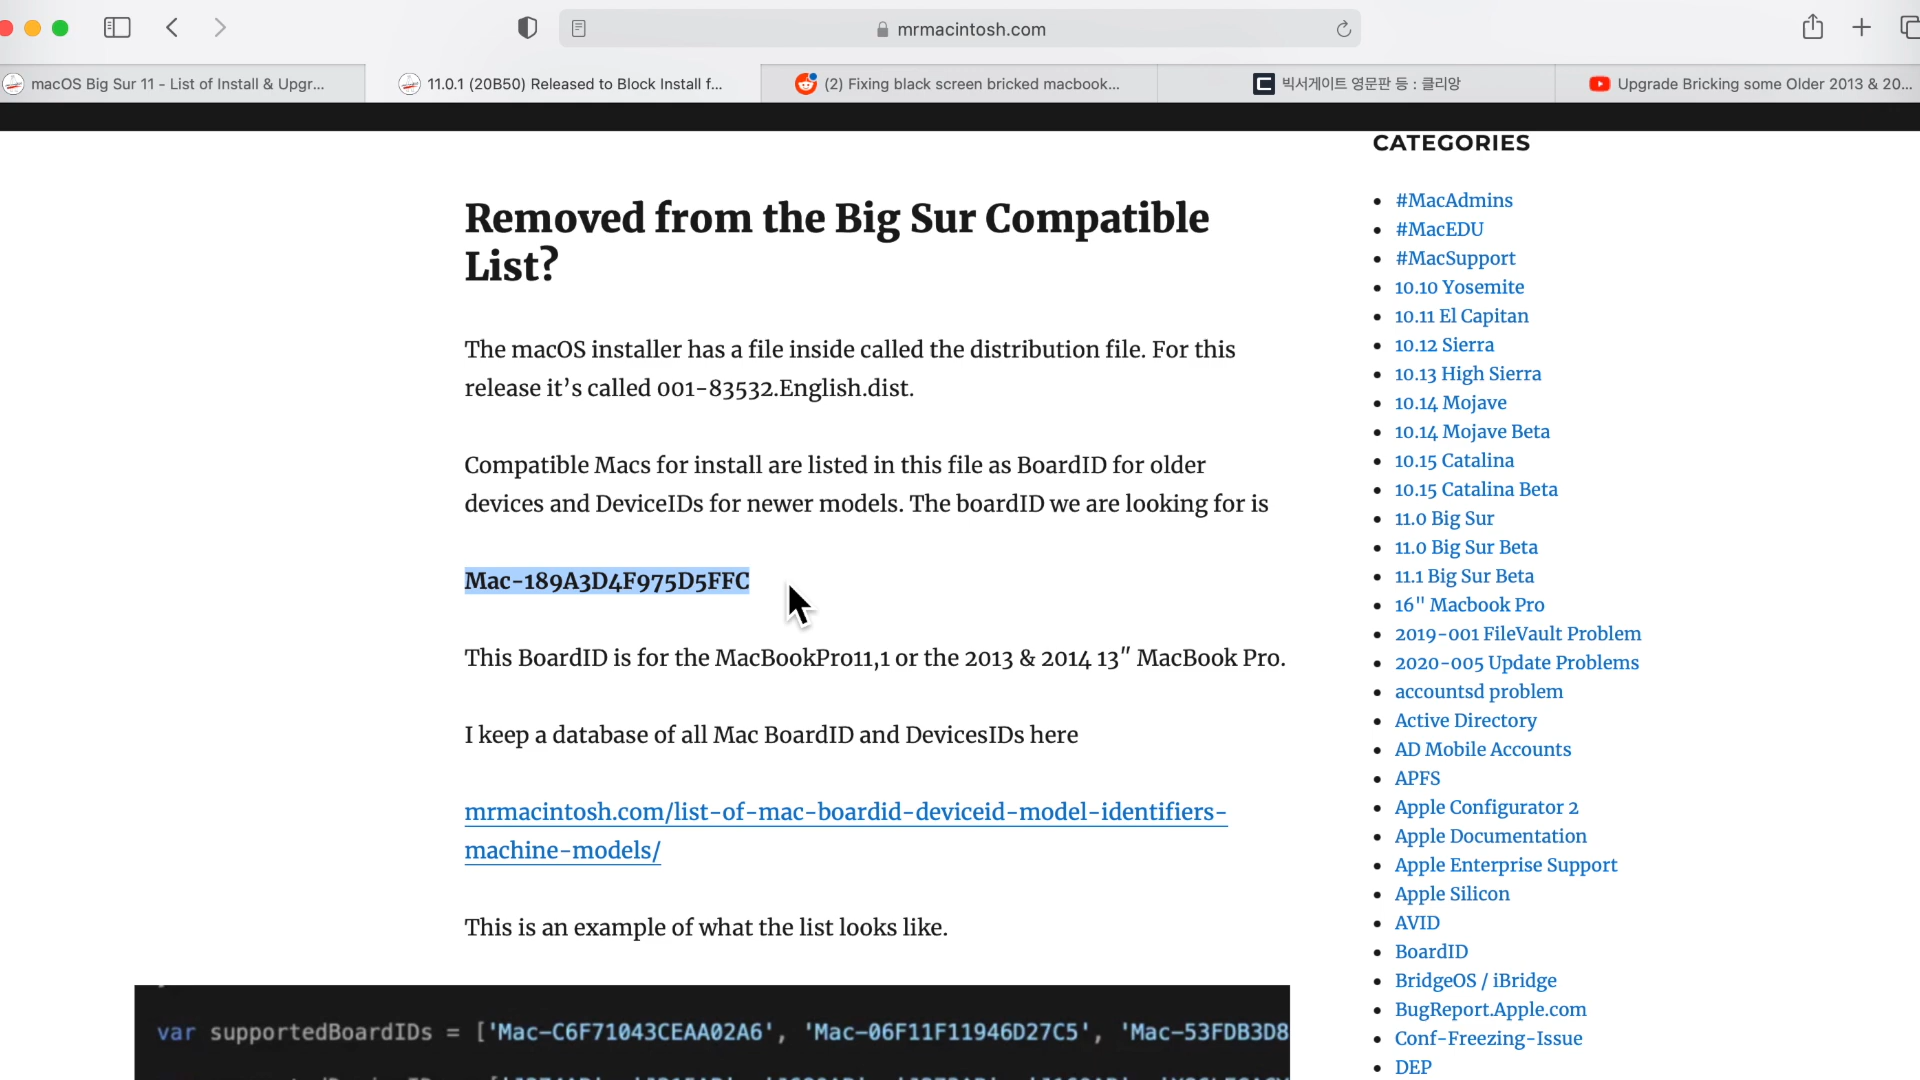 mrmacintosh.com
macOS Big Sur 11 - List of Install & Upgr...
11.0.1 (20B50) Released to Block Install f...
(2) Fixing black screen bricked macbook...
빅서게이트 영문판 등 : 클리앙
Upgrade Bricking some Older 2013 & 20...
Removed from the Big Sur Compatible
List?
The macOS installer has a file inside called the distribution file. For this
release it’s called 001-83532.English.dist.
Compatible Macs for install are listed in this file as BoardID for older
devices and DeviceIDs for newer models. The boardID we are looking for is
Mac-189A3D4F975D5FFC
This BoardID is for the MacBookPro11,1 or the 2013 & 2014 13″ MacBook Pro.
I keep a database of all Mac BoardID and DevicesIDs here
mrmacintosh.com/list-of-mac-boardid-deviceid-model-identifiers-
machine-models/
This is an example of what the list looks like.
var supportedBoardIDs = ['Mac-C6F71043CEAA02A6', 'Mac-06F11F11946D27C5', 'Mac-53FDB3D8
CATEGORIES
#MacAdmins
#MacEDU
#MacSupport
10.10 Yosemite
10.11 El Capitan
10.12 Sierra
10.13 High Sierra
10.14 Mojave
10.14 Mojave Beta
10.15 Catalina
10.15 Catalina Beta
11.0 Big Sur
11.0 Big Sur Beta
11.1 Big Sur Beta
16" Macbook Pro
2019-001 FileVault Problem
2020-005 Update Problems
accountsd problem
Active Directory
AD Mobile Accounts
APFS
Apple Configurator 2
Apple Documentation
Apple Enterprise Support
Apple Silicon
AVID
BoardID
BridgeOS / iBridge
BugReport.Apple.com
Conf-Freezing-Issue
DEP